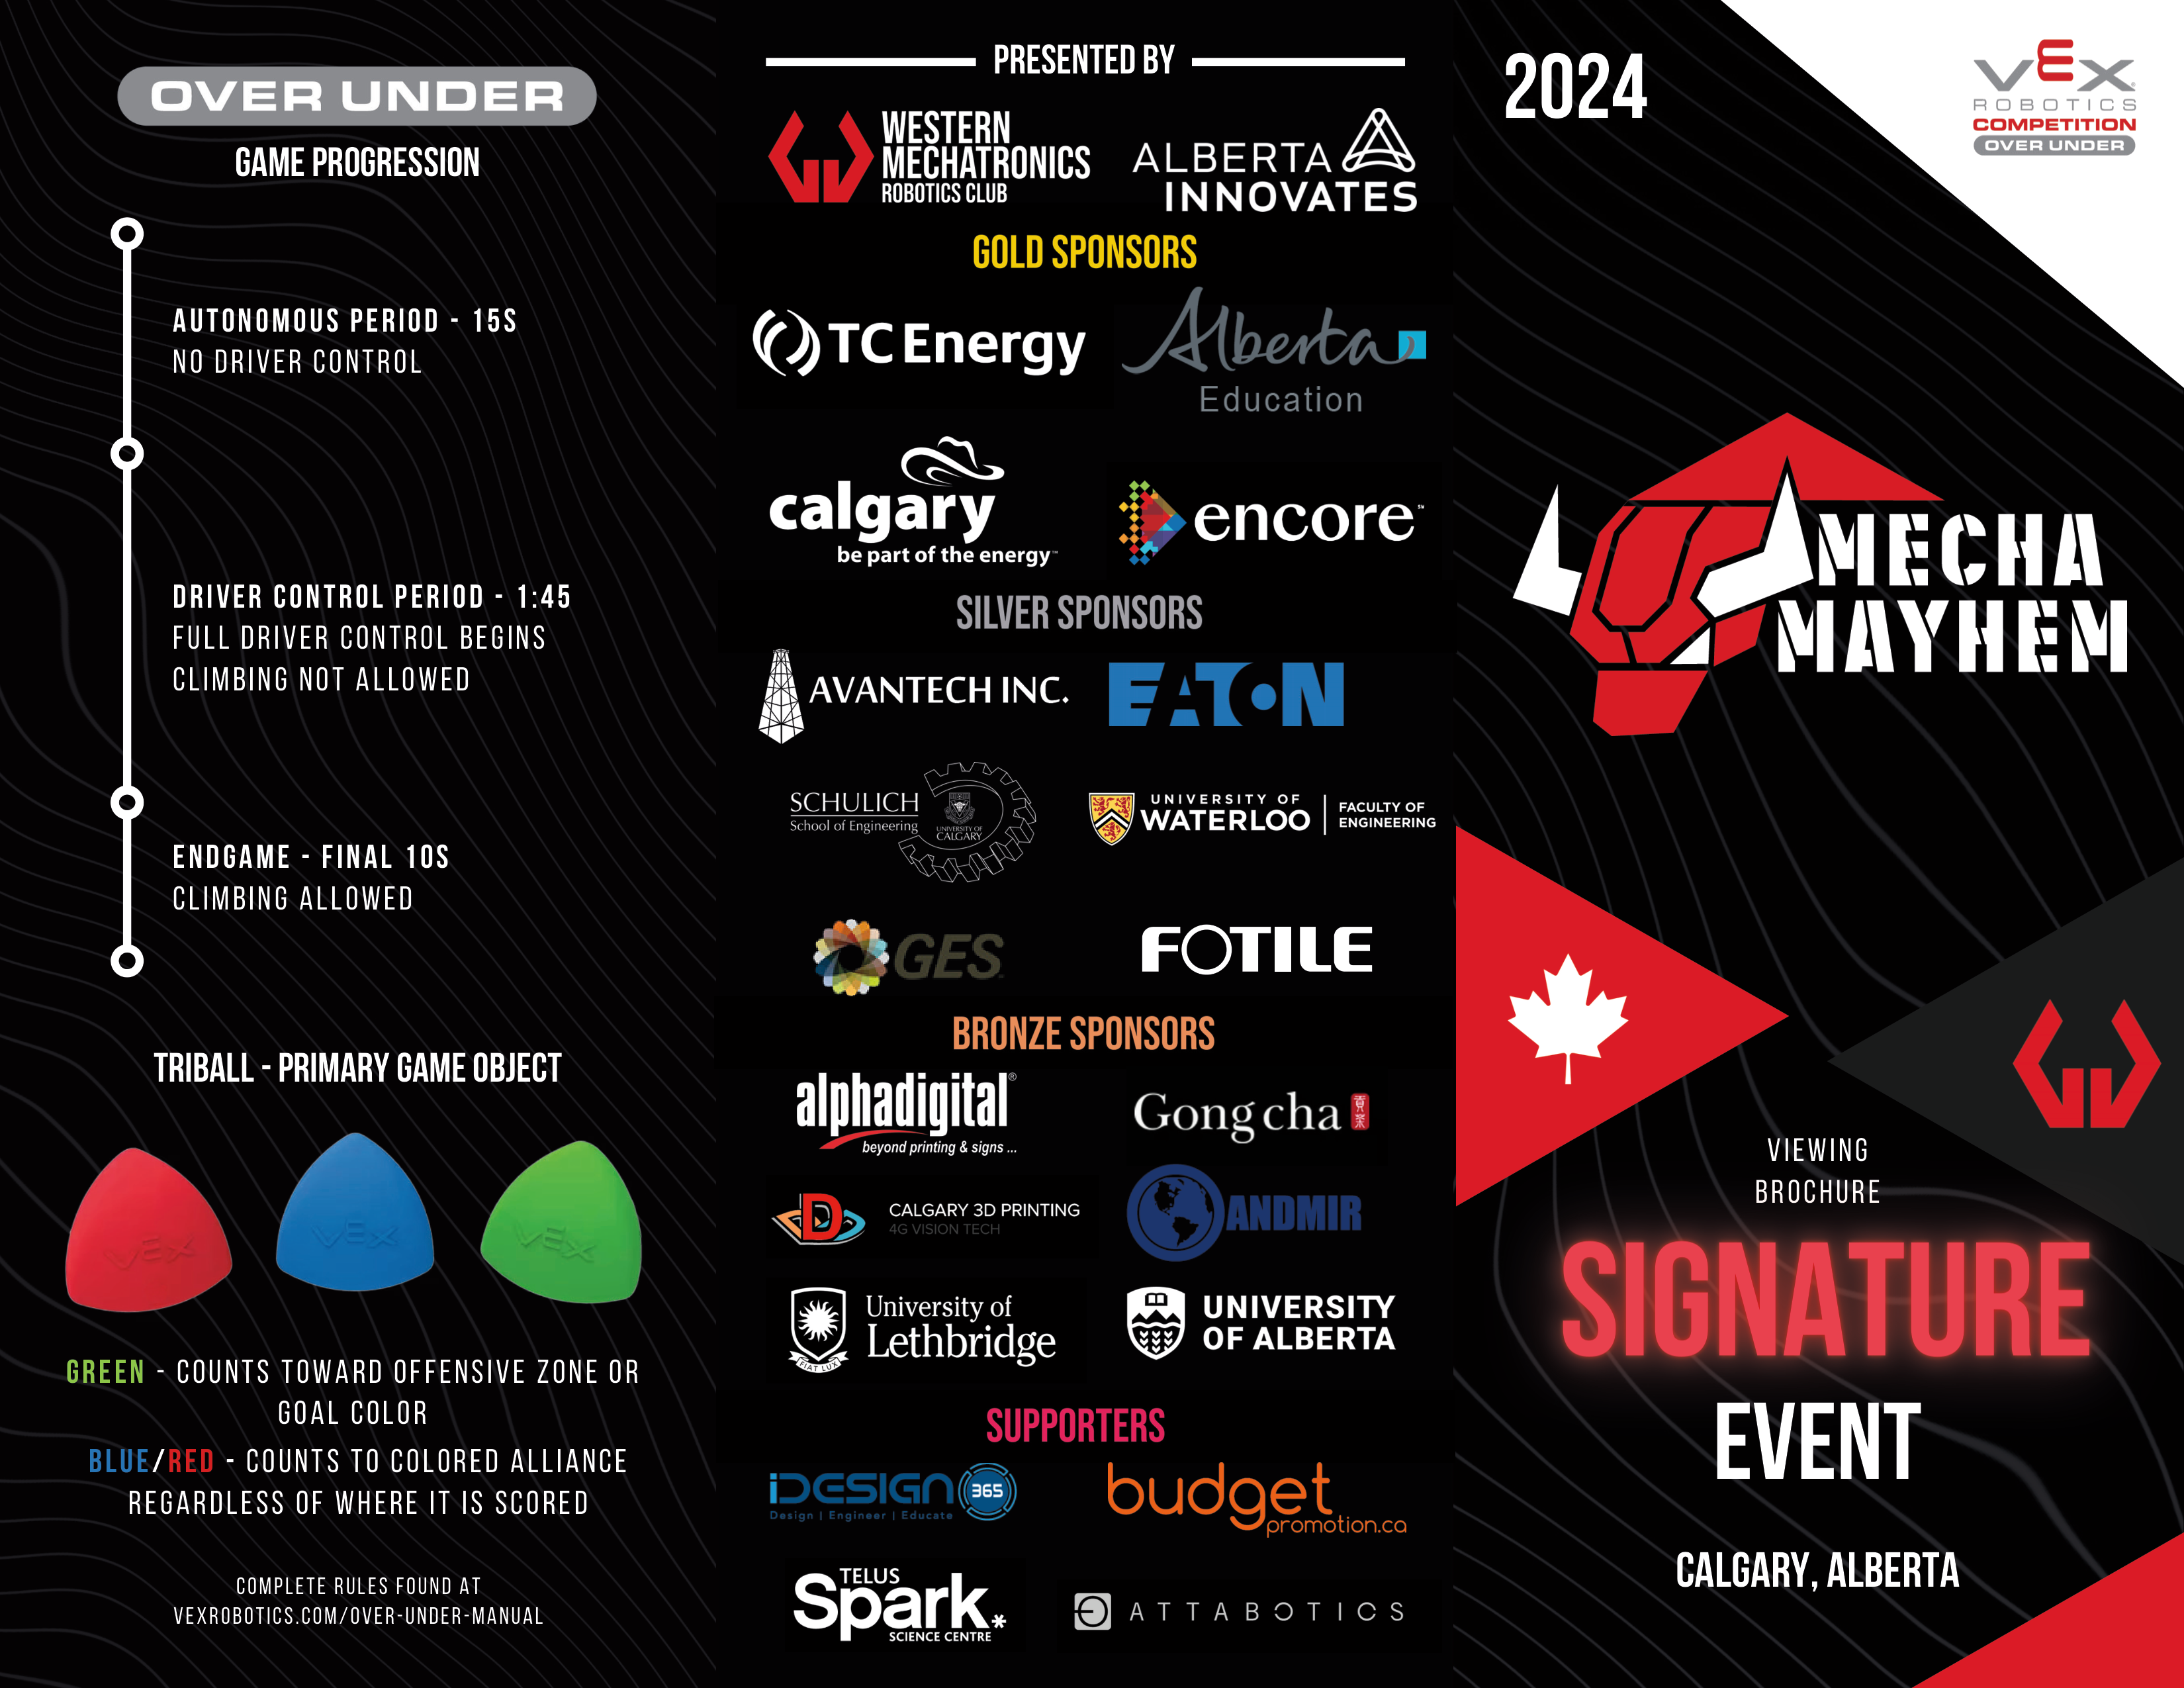 OVER UNDER
GAME PROGRESSION
AUTONOMOUS PERIOD - 15S
NO DRIVER CONTROL
DRIVER CONTROL PERIOD - 1:45
FULL DRIVER CONTROL BEGINS
CLIMBING NOT ALLOWED
ENDGAME - FINAL 10S
CLIMBING ALLOWED
TRIBALL - PRIMARY GAME OBJECT
VEX
VEX
VEX
GREEN - COUNTS TOWARD OFFENSIVE ZONE OR
GOAL COLOR
BLUE/RED - COUNTS TO COLORED ALLIANCE
REGARDLESS OF WHERE IT IS SCORED
COMPLETE RULES FOUND AT
VEXROBOTICS.COM/OVER-UNDER-MANUAL
PRESENTED BY
WESTERN
MECHATRONICS
ROBOTICS CLUB
ALBERTA
INNOVATES
GOLD SPONSORS
TC Energy
Alberta
Education
calgary
be part of the energy™
encore℠
SILVER SPONSORS
AVANTECH INC.
EATON
SCHULICH
School of Engineering
UNIVERSITY OF
CALGARY
UNIVERSITY OF
WATERLOO
FACULTY OF
ENGINEERING
GES
FOTILE
BRONZE SPONSORS
alphadigital®
beyond printing & signs ...
Gong cha 貢茶
D
CALGARY 3D PRINTING
4G VISION TECH
ANDMIR
University of
Lethbridge
FIAT LUX
UNIVERSITY
OF ALBERTA
SUPPORTERS
iDESIGN 365
Design | Engineer | Educate
budget
promotion.ca
TELUS
Spark
SCIENCE CENTRE
ATTABOTICS
2024
VEX
ROBOTICS
COMPETITION
OVER UNDER
MECHA
MAYHEM
VIEWING
BROCHURE
SIGNATURE
EVENT
CALGARY, ALBERTA